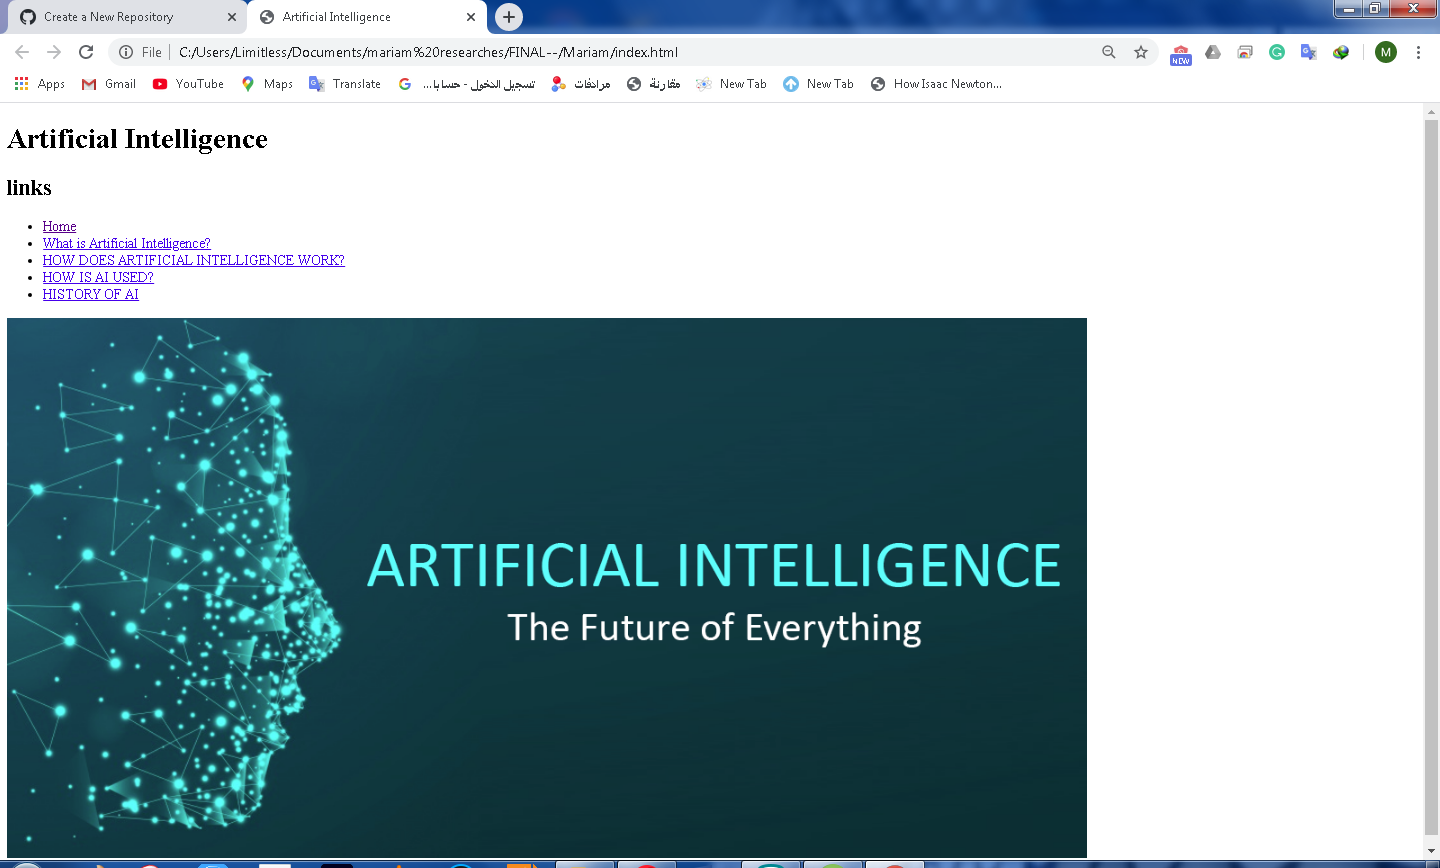 Create a New Repository
Artificial Intelligence
File
C:/Users/Limitless/Documents/mariam%20researches/FINAL--/Mariam/index.html
NEW
G
M
Apps
Gmail
YouTube
Maps
Translate
تسجيل الدخول - حسابا...
مرادفات
مقارنة
New Tab
New Tab
How Isaac Newton...
Artificial Intelligence
links
Home
What is Artificial Intelligence?
HOW DOES ARTIFICIAL INTELLIGENCE WORK?
HOW IS AI USED?
HISTORY OF AI
ARTIFICIAL INTELLIGENCE
The Future of Everything